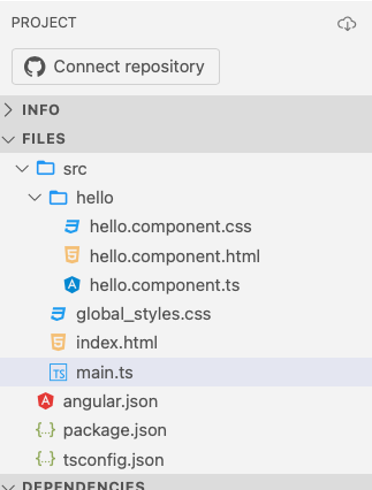 PROJECT
Connect repository
INFO
FILES
src
hello
hello.component.css
hello.component.html
hello.component.ts
global_styles.css
index.html
TS main.ts
angular.json
{..} package.json
{..} tsconfig.json
DEPENDENCIES